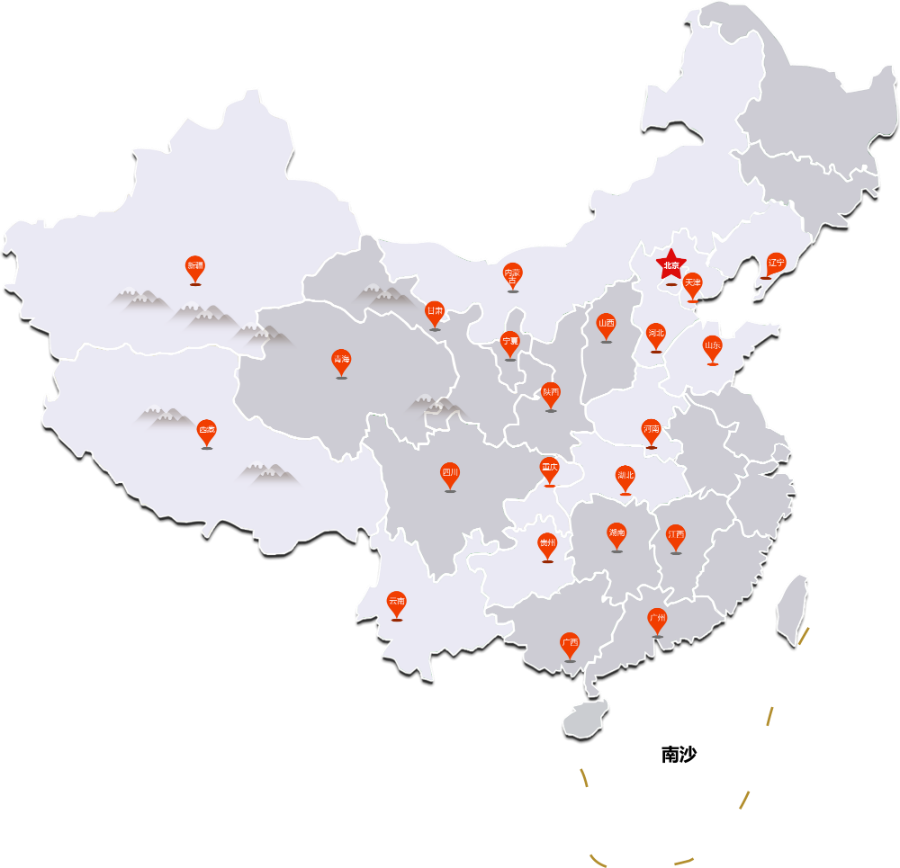 北京
新疆
辽宁
内蒙
古
天津
甘肃
山西
河北
宁夏
山东
青海
陕西
西藏
河南
四川
重庆
湖北
湖南
江西
贵州
云南
广州
广西
南沙